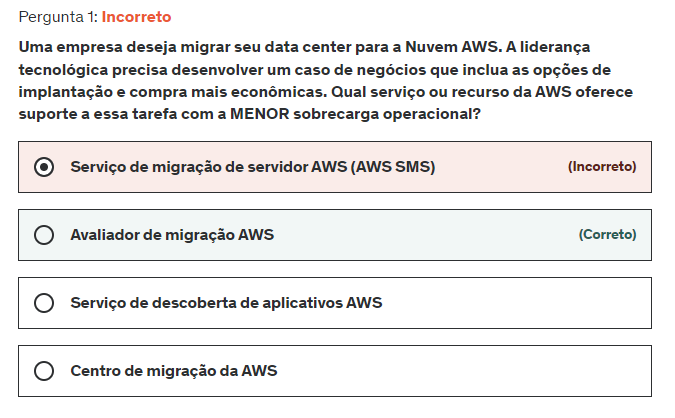 Pergunta 1: Incorreto
Uma empresa deseja migrar seu data center para a Nuvem AWS. A liderança
tecnológica precisa desenvolver um caso de negócios que inclua as opções de
implantação e compra mais econômicas. Qual serviço ou recurso da AWS oferece
suporte a essa tarefa com a MENOR sobrecarga operacional?
Serviço de migração de servidor AWS (AWS SMS) (Incorreto)
Avaliador de migração AWS (Correto)
Serviço de descoberta de aplicativos AWS
Centro de migração da AWS